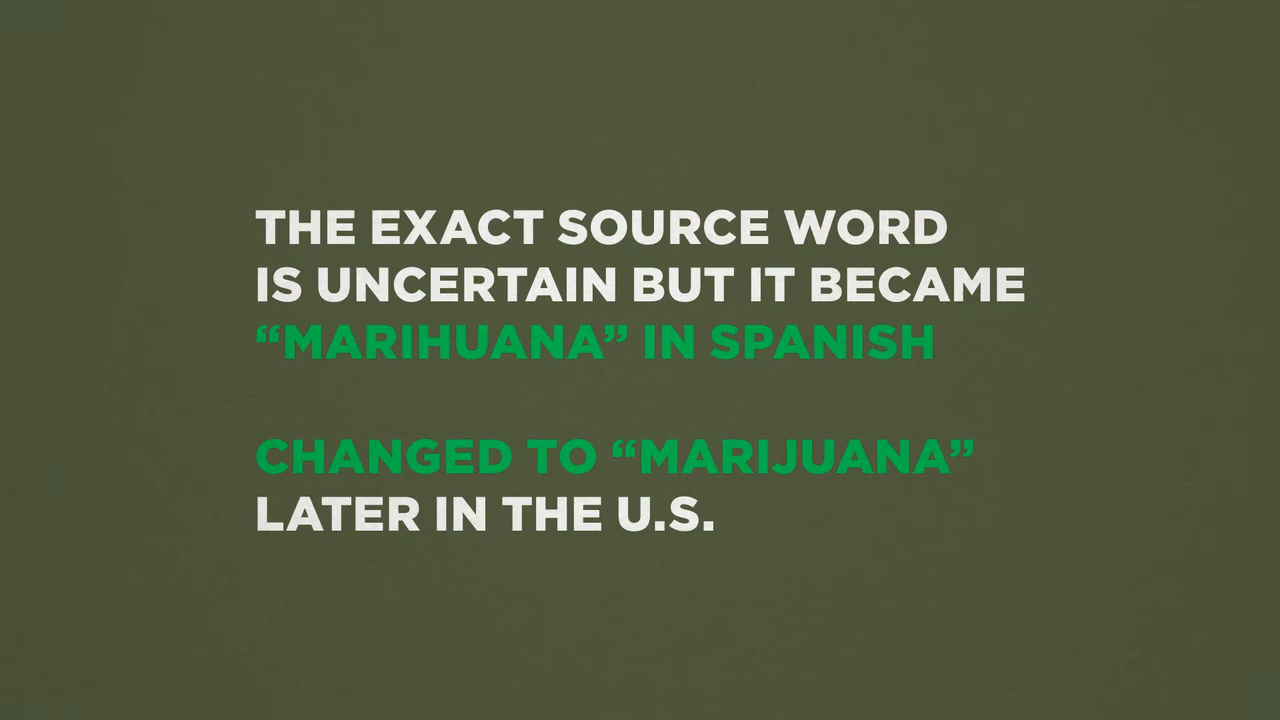 THE EXACT SOURCE WORD
IS UNCERTAIN BUT IT BECAME
“MARIHUANA” IN SPANISH
CHANGED TO “MARIJUANA”
LATER IN THE U.S.